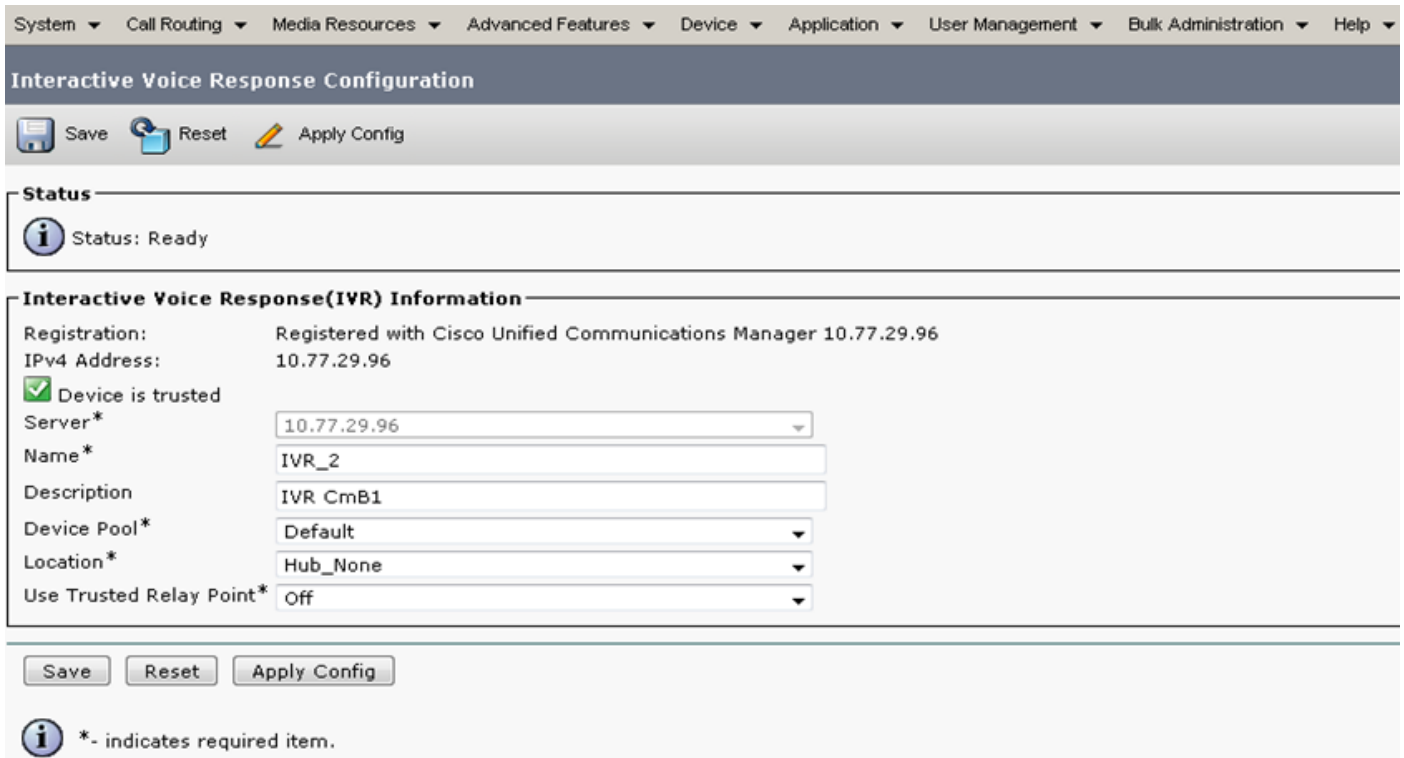 System Call Routing Media Resources Advanced Features Device Application User Management Bulk Administration Help
Interactive Voice Response Configuration
Save Reset Apply Config
Status
Status: Ready
Interactive Voice Response(IVR) Information
Registration: Registered with Cisco Unified Communications Manager 10.77.29.96
IPv4 Address: 10.77.29.96
Device is trusted
Server* 10.77.29.96
Name* IVR_2
Description IVR CmB1
Device Pool* Default
Location* Hub_None
Use Trusted Relay Point* Off
Save Reset Apply Config
*- indicates required item.